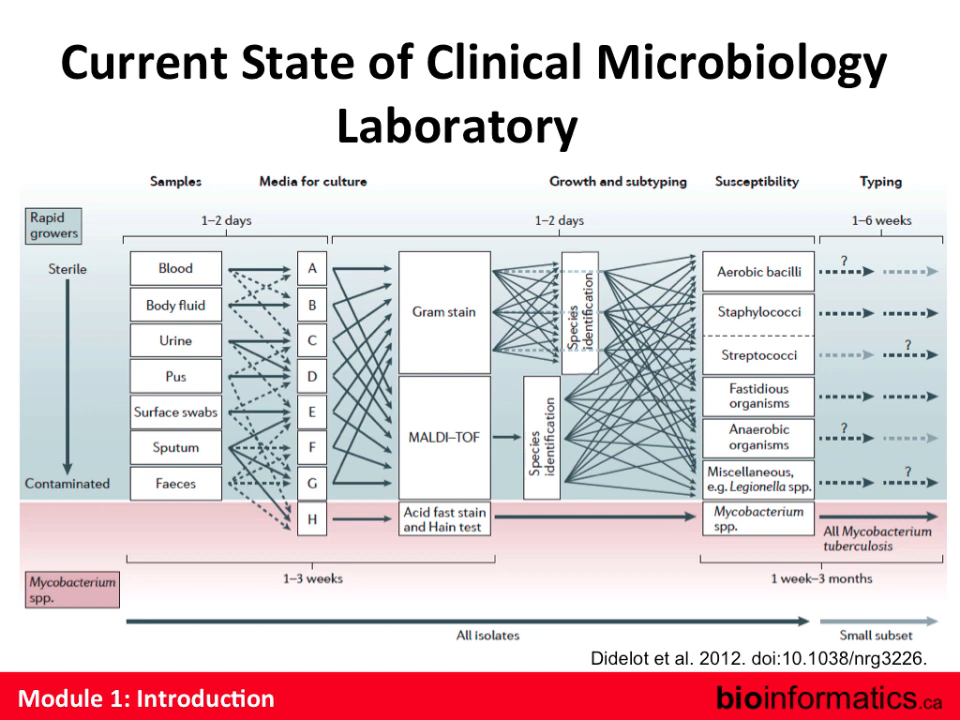 Current State of Clinical Microbiology
Laboratory
Samples
Media for culture
Growth and subtyping
Susceptibility
Typing
Rapid
growers
1–2 days
1–2 days
1–6 weeks
Sterile
Contaminated
Blood
Body fluid
Urine
Pus
Surface swabs
Sputum
Faeces
A
B
C
D
E
F
G
H
Gram stain
MALDI–TOF
Acid fast stain
and Hain test
Species
identification
Species
identification
Aerobic bacilli
Staphylococci
Streptococci
Fastidious
organisms
Anaerobic
organisms
Miscellaneous,
e.g. Legionella spp.
Mycobacterium
spp.
?
?
?
?
All Mycobacterium
tuberculosis
Mycobacterium
spp.
1–3 weeks
1 week–3 months
All isolates
Small subset
Didelot et al. 2012. doi:10.1038/nrg3226.
Module 1: Introduction
bioinformatics.ca